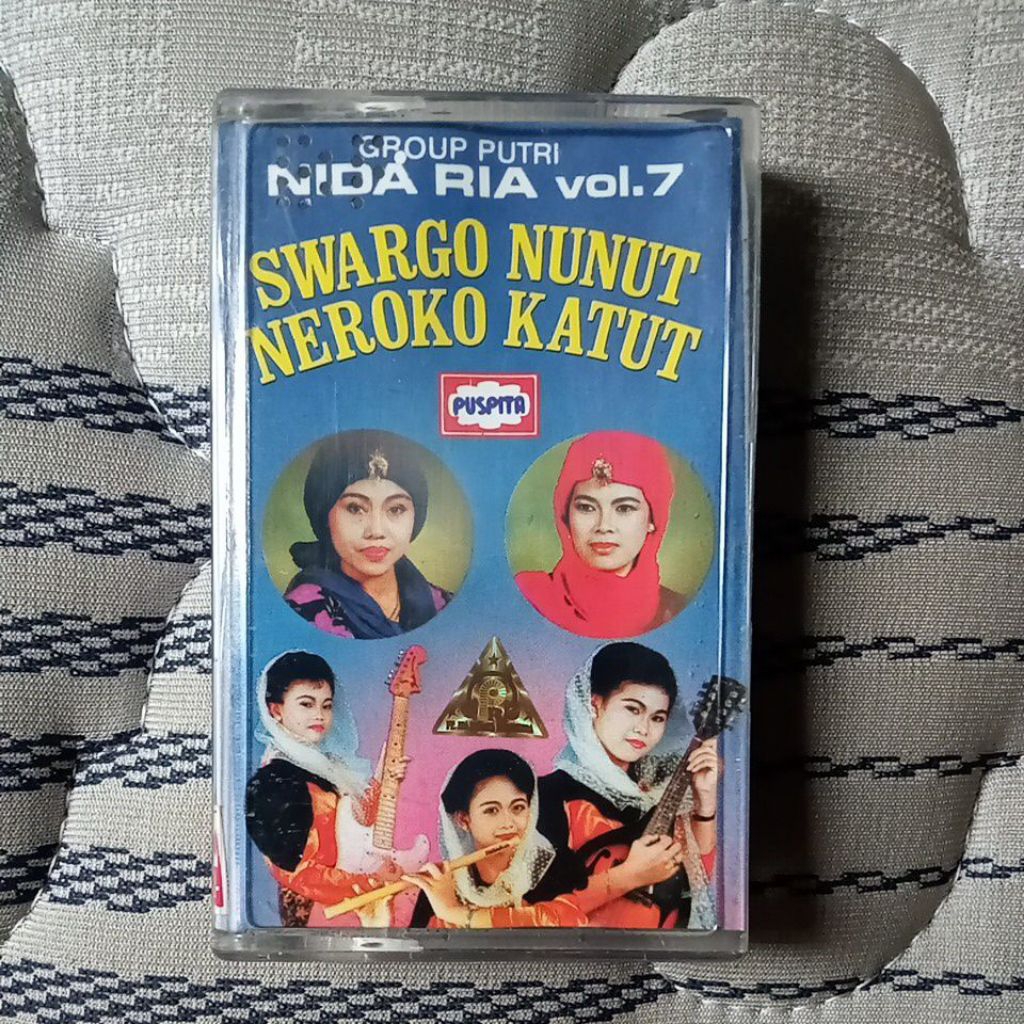 GROUP PUTRI
NIDA RIA vol.7
SWARGO NUNUT
NEROKO KATUT
PUSPITA